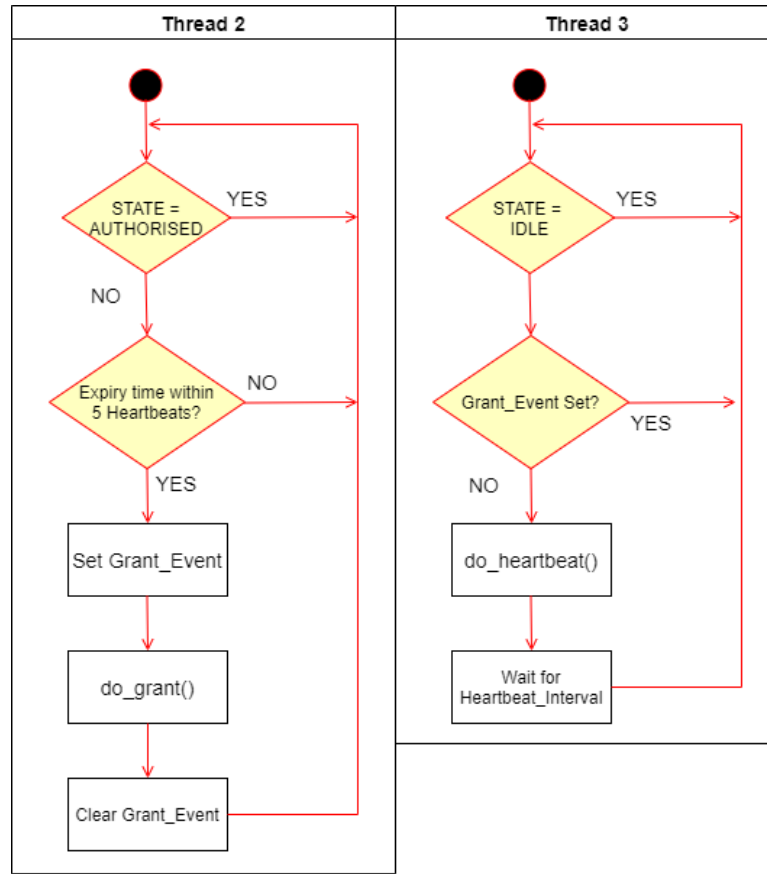 Thread 2
STATE =
AUTHORISED
YES
NO
Expiry time within
5 Heartbeats?
NO
YES
Set Grant_Event
do_grant()
Clear Grant_Event
Thread 3
STATE =
IDLE
YES
Grant_Event Set?
YES
NO
do_heartbeat()
Wait for
Heartbeat_Interval